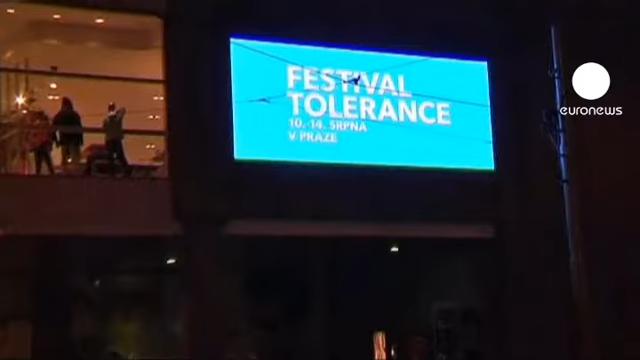 FESTIVAL
TOLERANCE
10.-14. SRPNA
V PRAZE
euronews